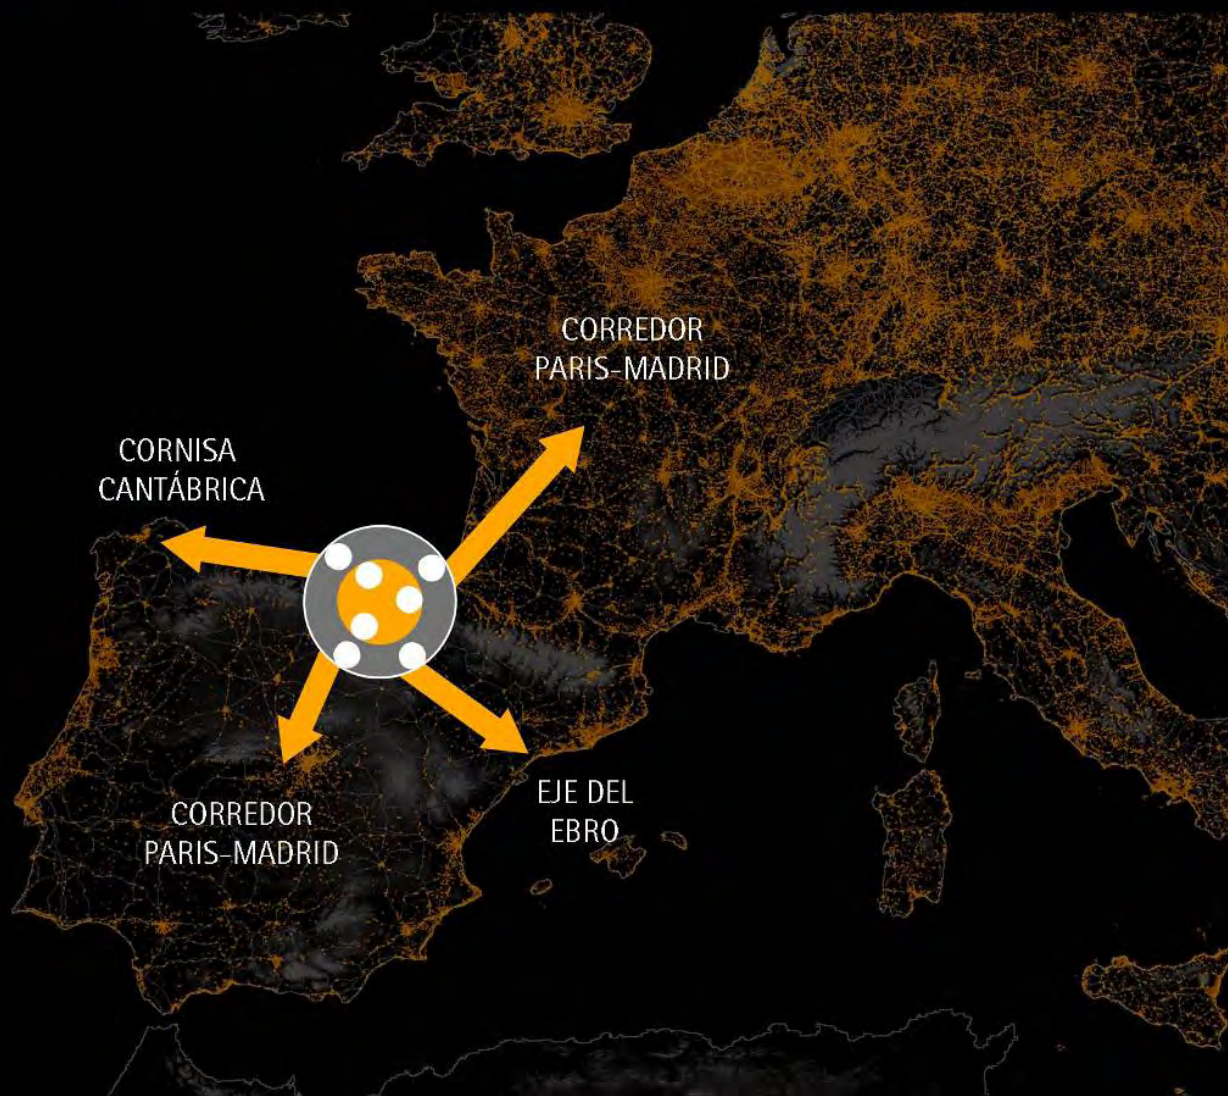 CORREDOR
PARIS-MADRID
CORNISA
CANTÁBRICA
EJE DEL
EBRO
CORREDOR
PARIS-MADRID